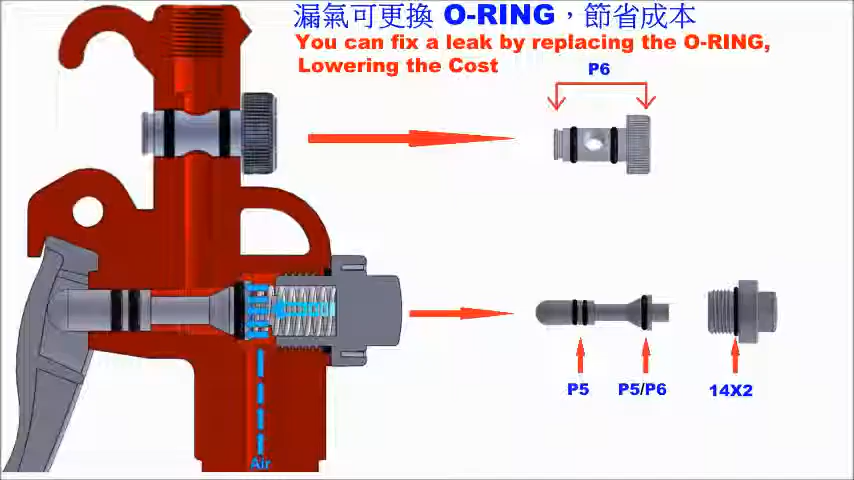 漏氣可更換 O-RING，節省成本
You can fix a leak by replacing the O-RING,
Lowering the Cost
P6
P5
P5/P6
14X2
Air